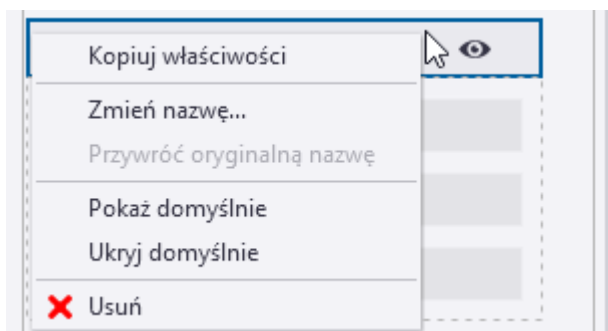 Kopiuj właściwości
Zmień nazwę...
Przywróć oryginalną nazwę
Pokaż domyślnie
Ukryj domyślnie
Usuń